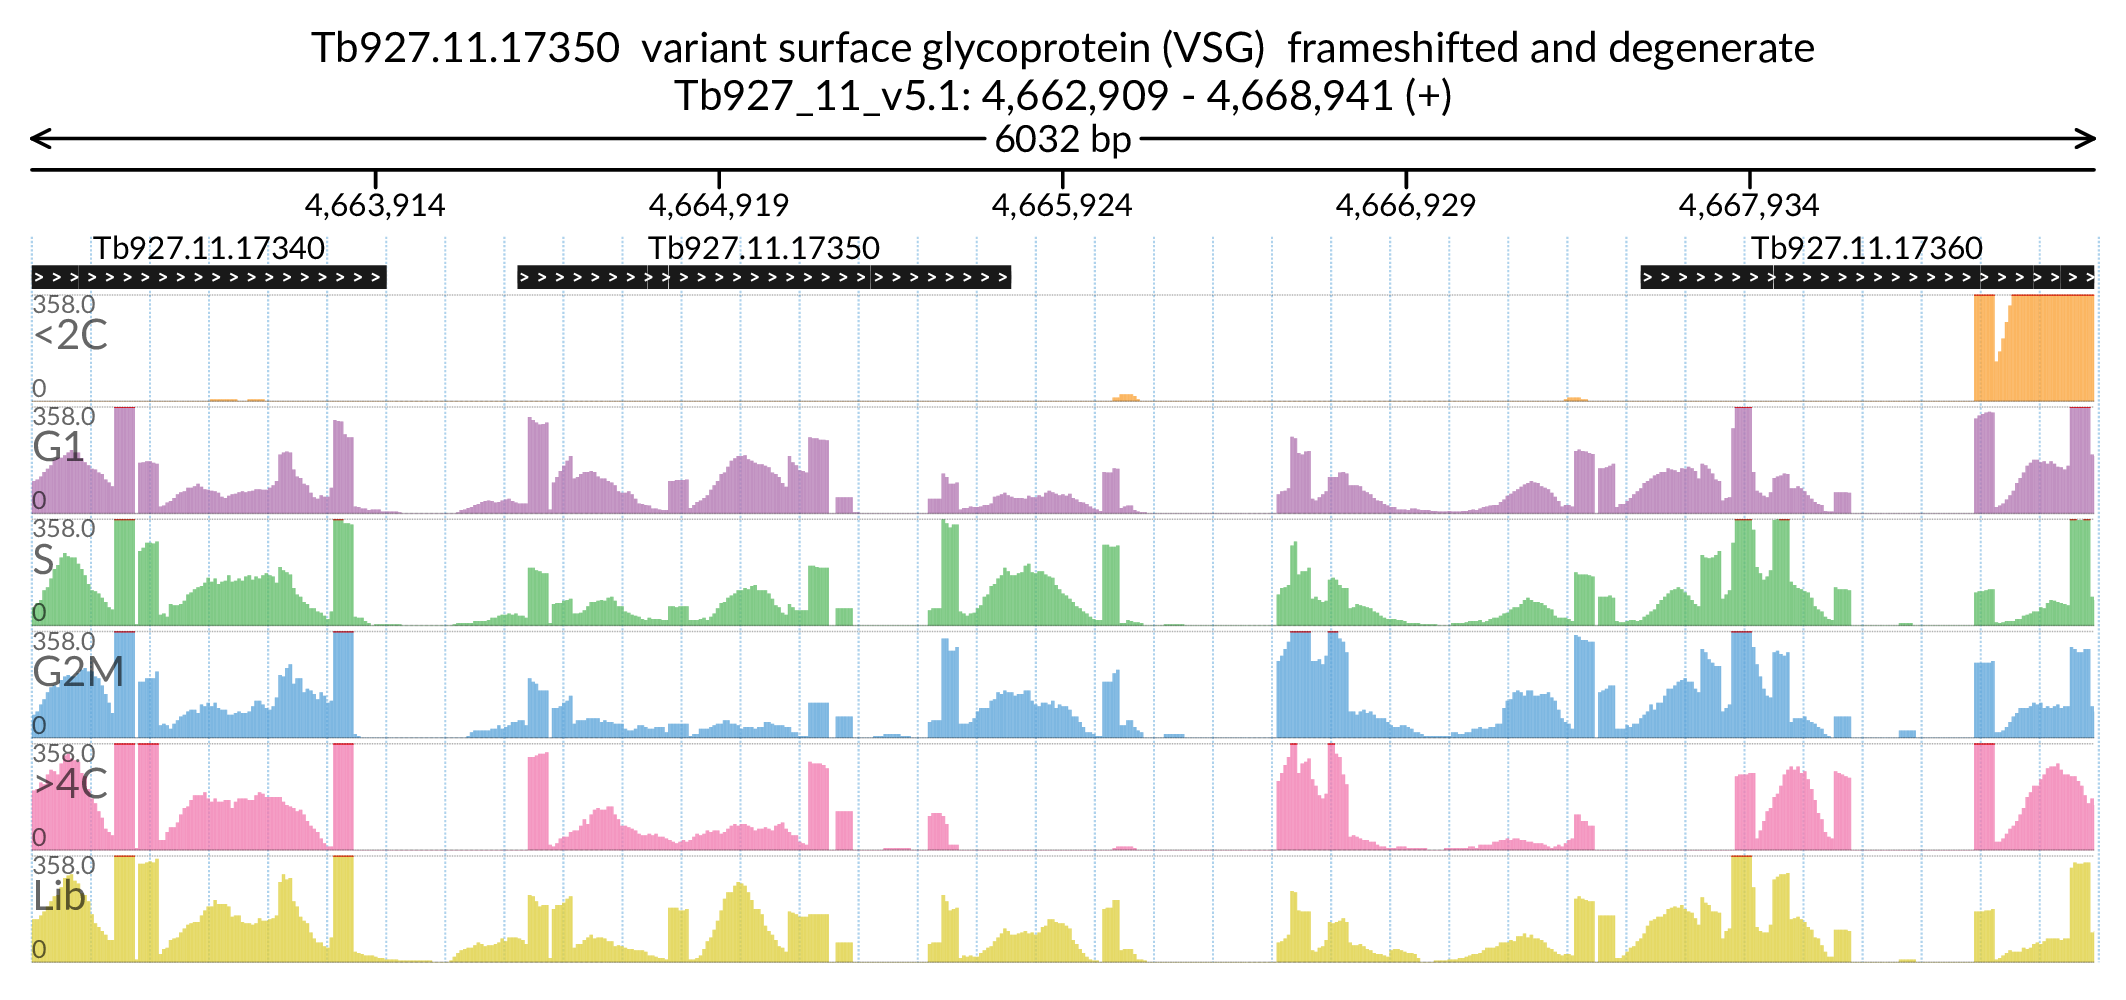 Tb927.11.17350  variant surface glycoprotein (VSG)  frameshifted and degenerate
Tb927_11_v5.1: 4,662,909 - 4,668,941 (+)
6032 bp
4,663,914 4,664,919 4,665,924 4,666,929 4,667,934
Tb927.11.17340 Tb927.11.17350 Tb927.11.17360
358.0
<2C
0
358.0
G1
0
358.0
S
0
358.0
G2M
0
358.0
>4C
0
358.0
Lib
0